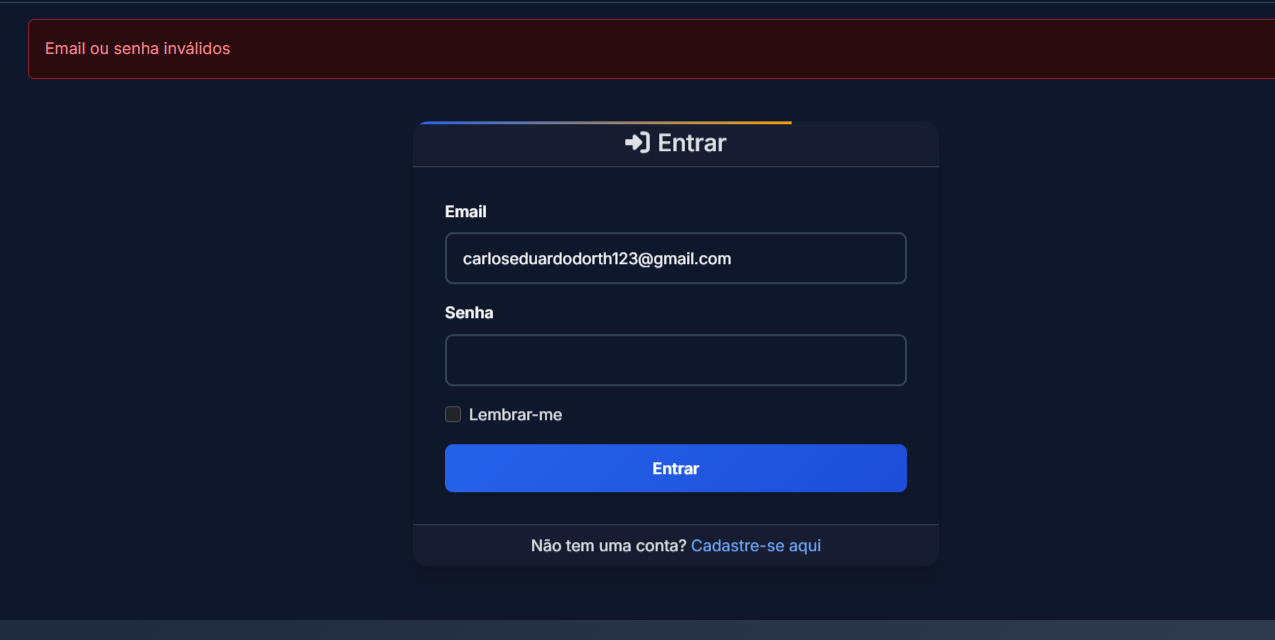 Email ou senha inválidos
Entrar
Email
carloseduardodorth123@gmail.com
Senha
Lembrar-me
Entrar
Não tem uma conta? Cadastre-se aqui